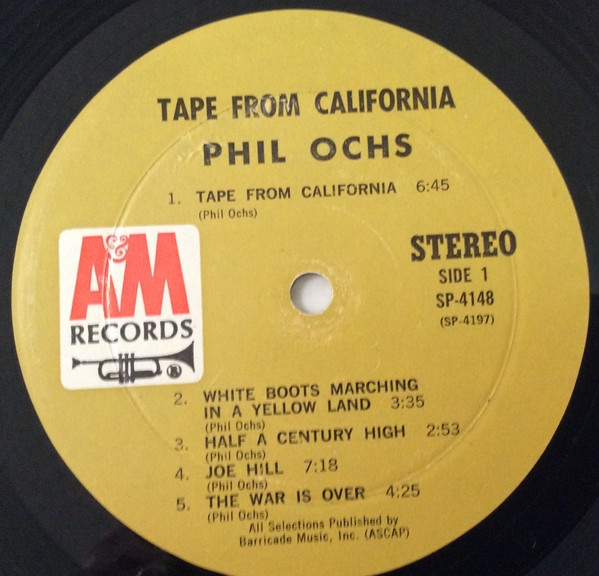 TAPE FROM CALIFORNIA
PHIL OCHS
1. TAPE FROM CALIFORNIA 6:45
(Phil Ochs)
A&M
RECORDS
®
STEREO
SIDE 1
SP-4148
(SP-4197)
2. WHITE BOOTS MARCHING
IN A YELLOW LAND 3:35
(Phil Ochs)
3. HALF A CENTURY HIGH 2:53
(Phil Ochs)
4. JOE HILL 7:18
(Phil Ochs)
5. THE WAR IS OVER 4:25
(Phil Ochs)
All Selections Published by
Barricade Music, Inc. (ASCAP)